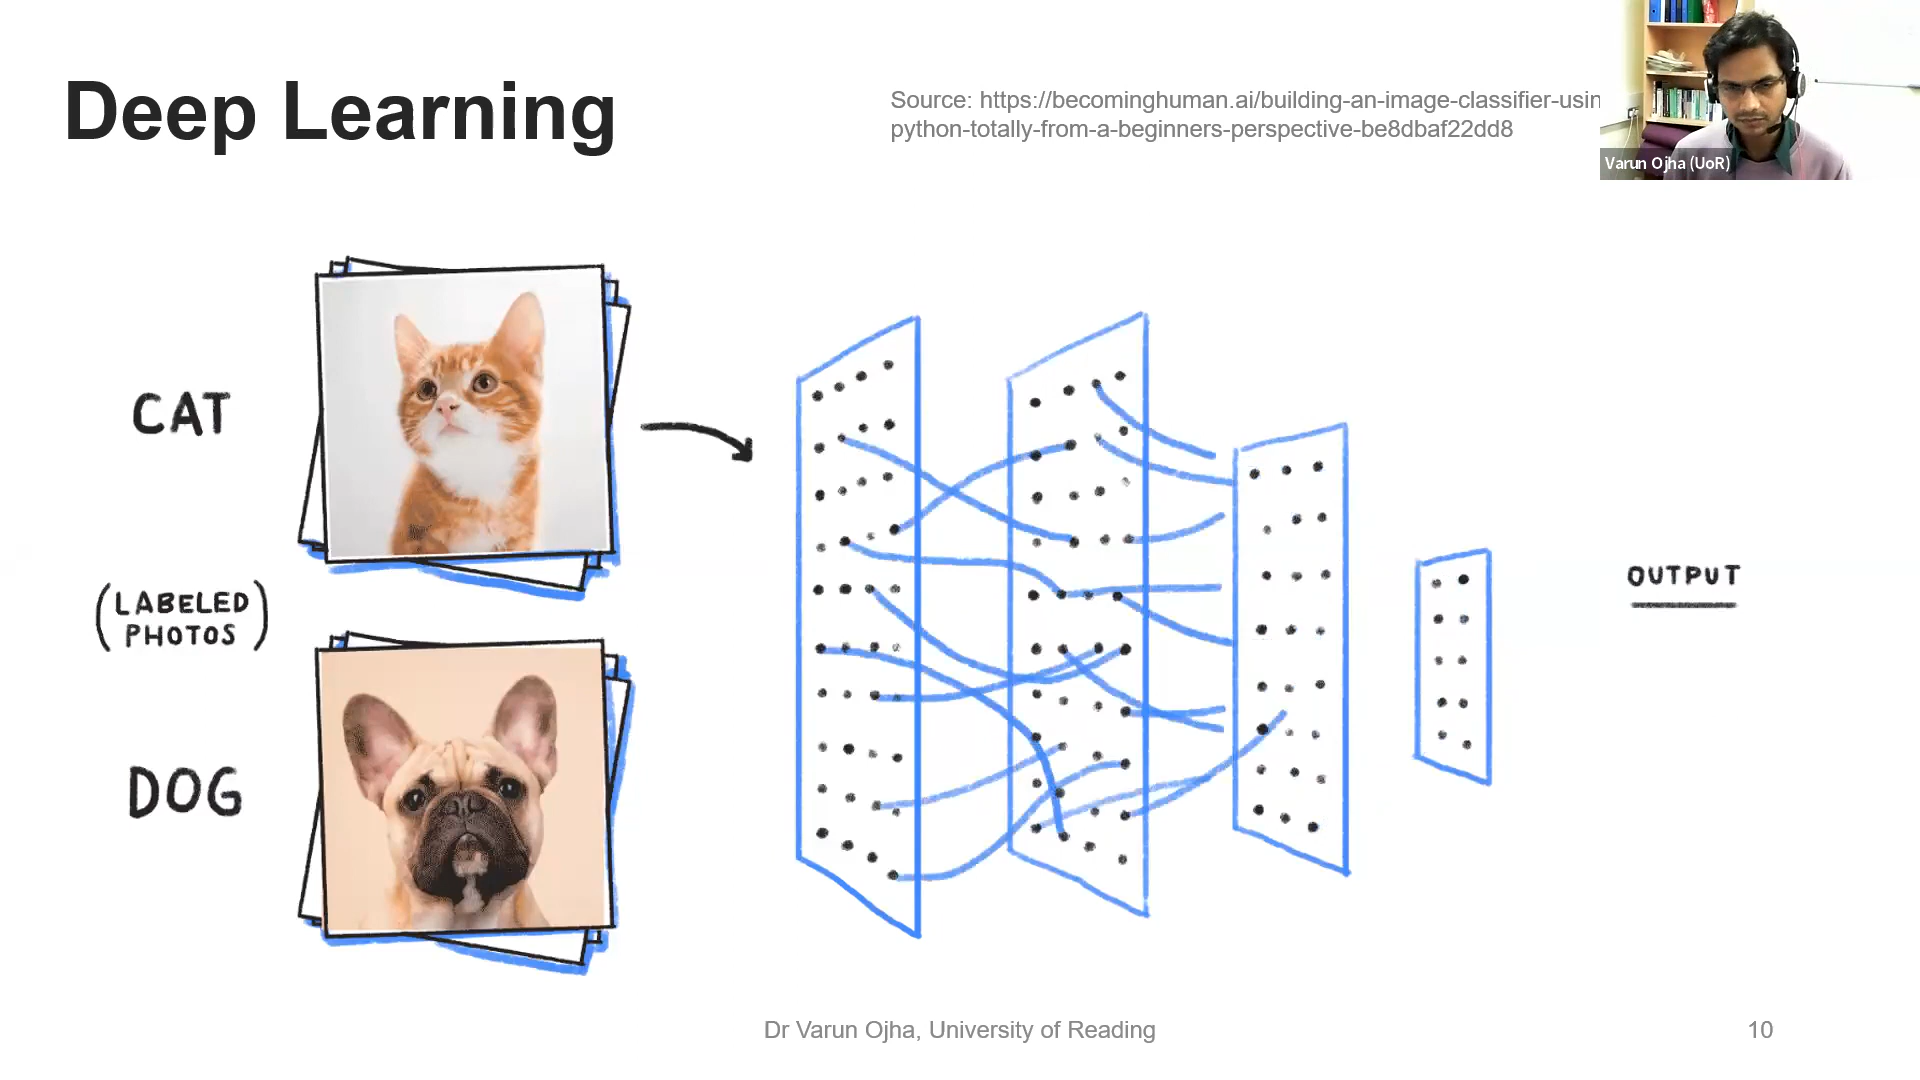 Deep Learning
Source: https://becominghuman.ai/building-an-image-classifier-usin
python-totally-from-a-beginners-perspective-be8dbaf22dd8
Varun Ojha (UoR)
CAT
(LABELED
PHOTOS)
DOG
OUTPUT
Dr Varun Ojha, University of Reading
10